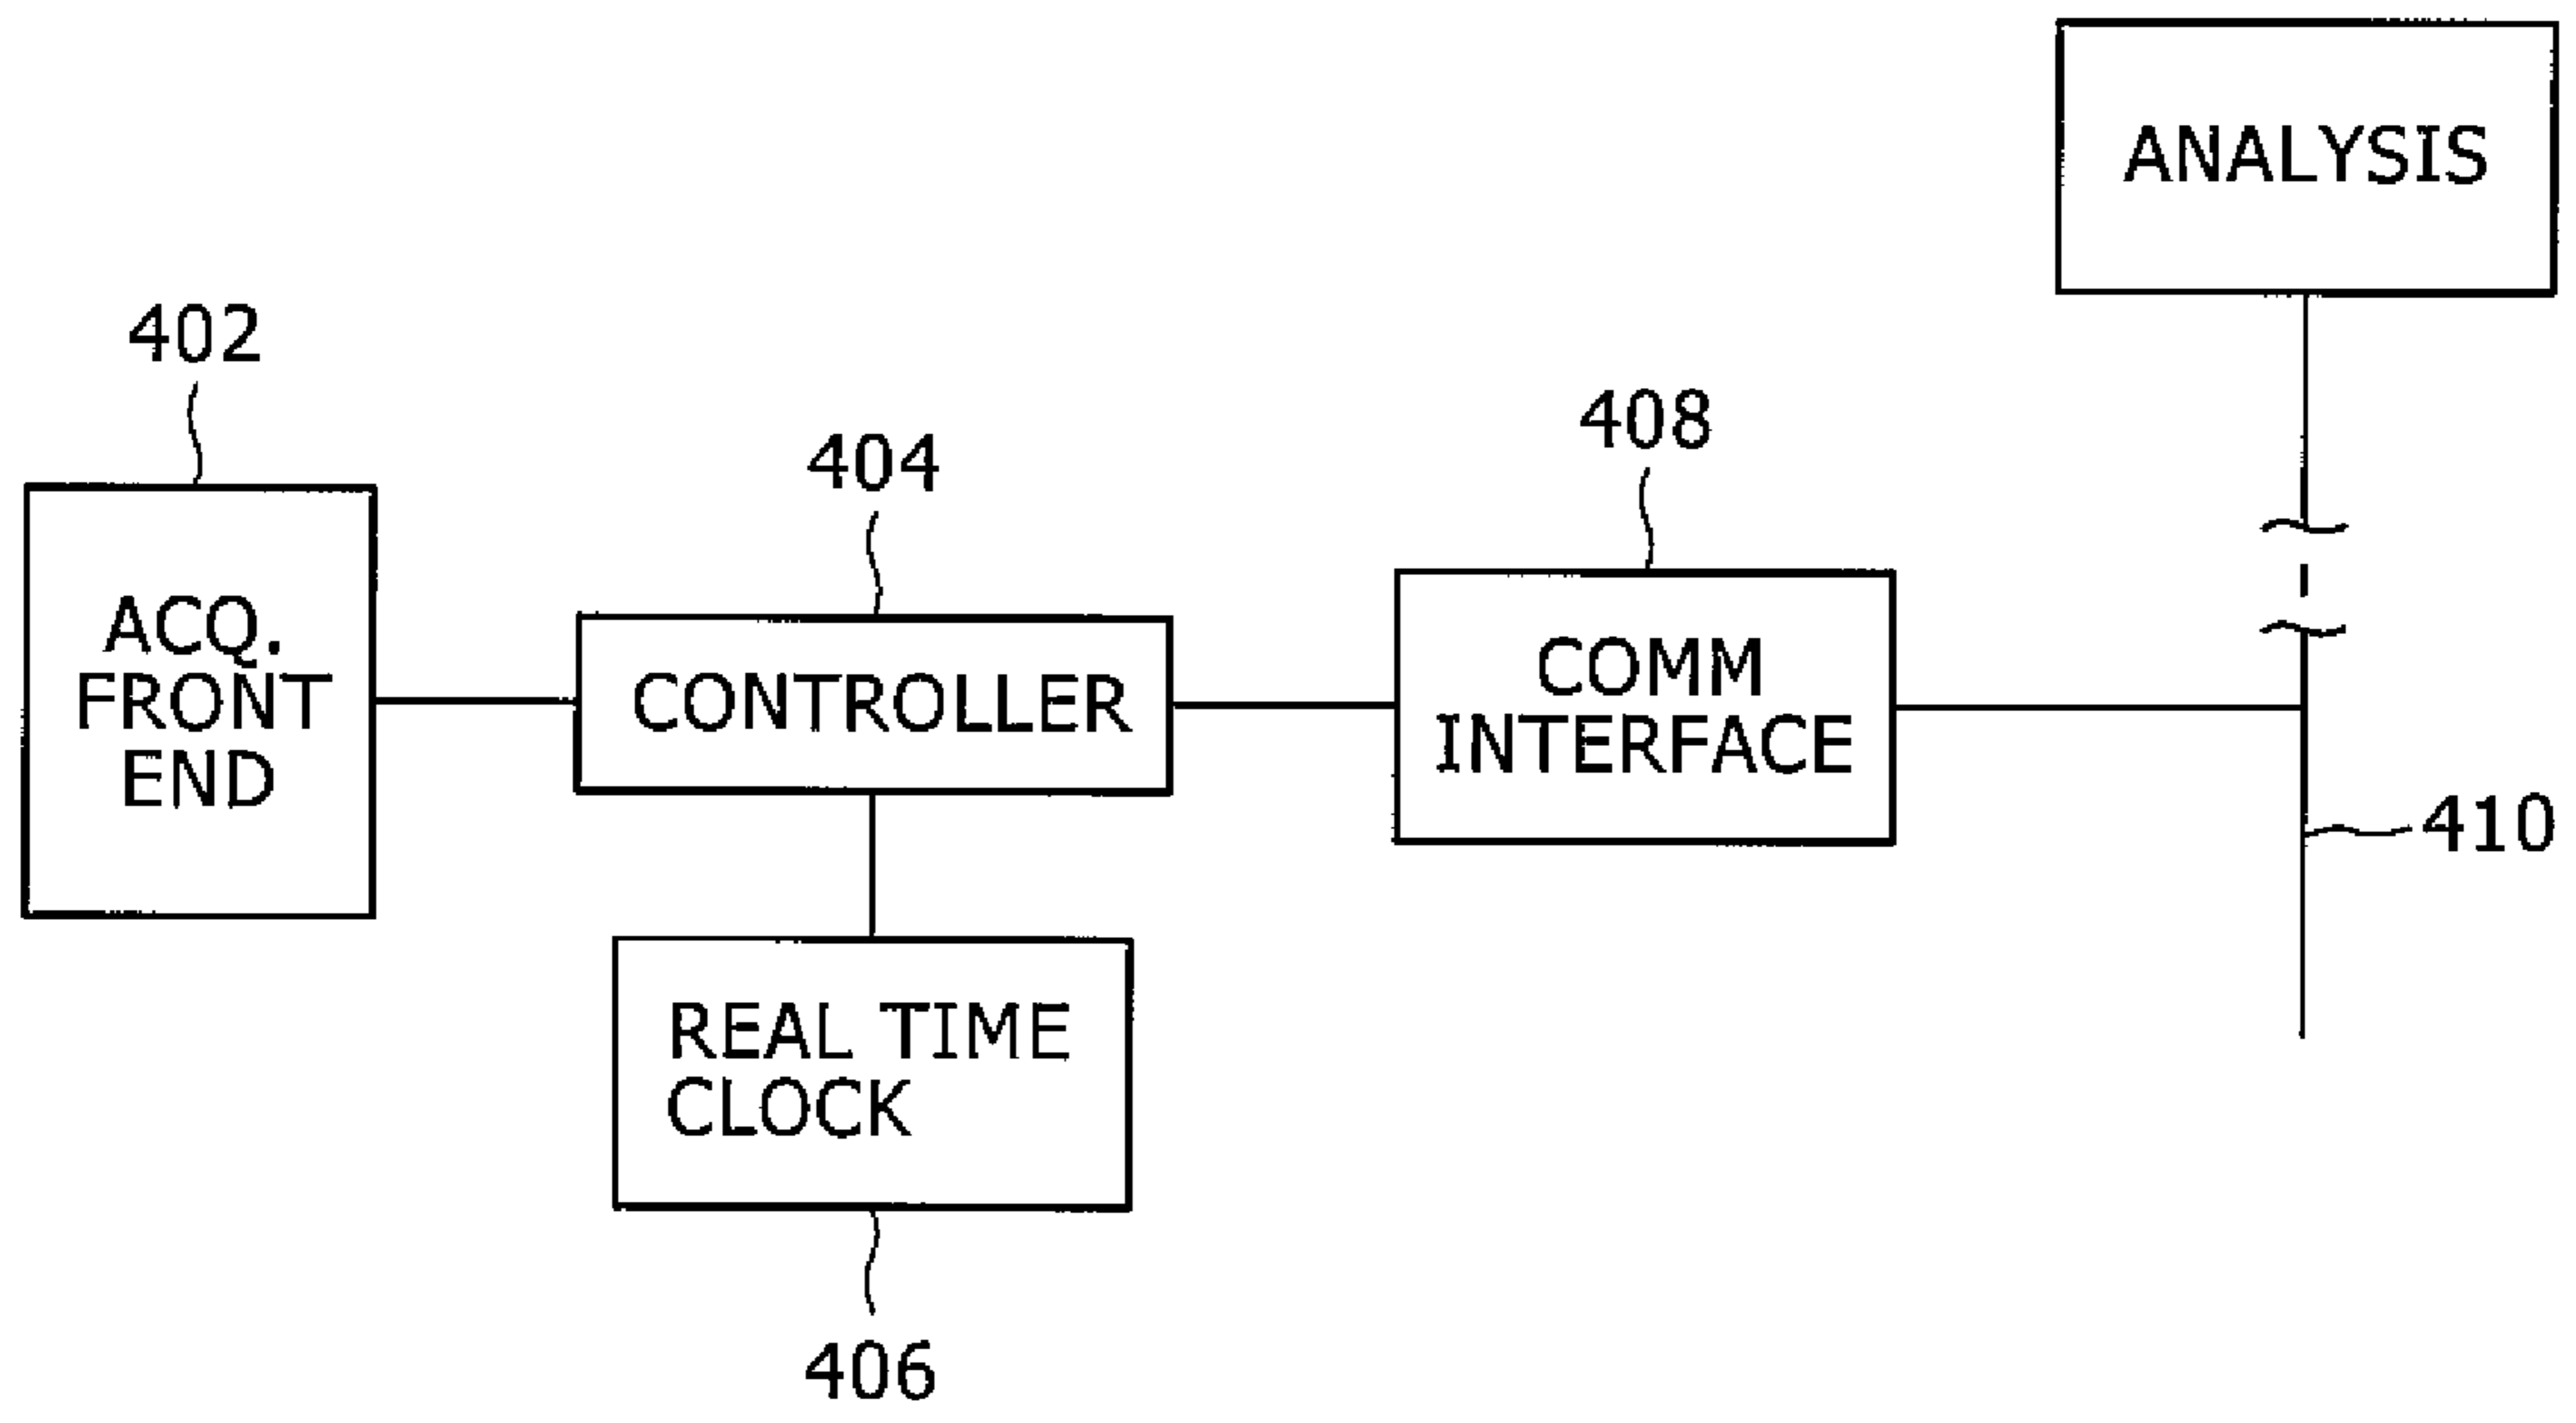 ANALYSIS
402
404
408
ACQ.
FRONT
END
CONTROLLER
COMM
INTERFACE
410
REAL TIME
CLOCK
406